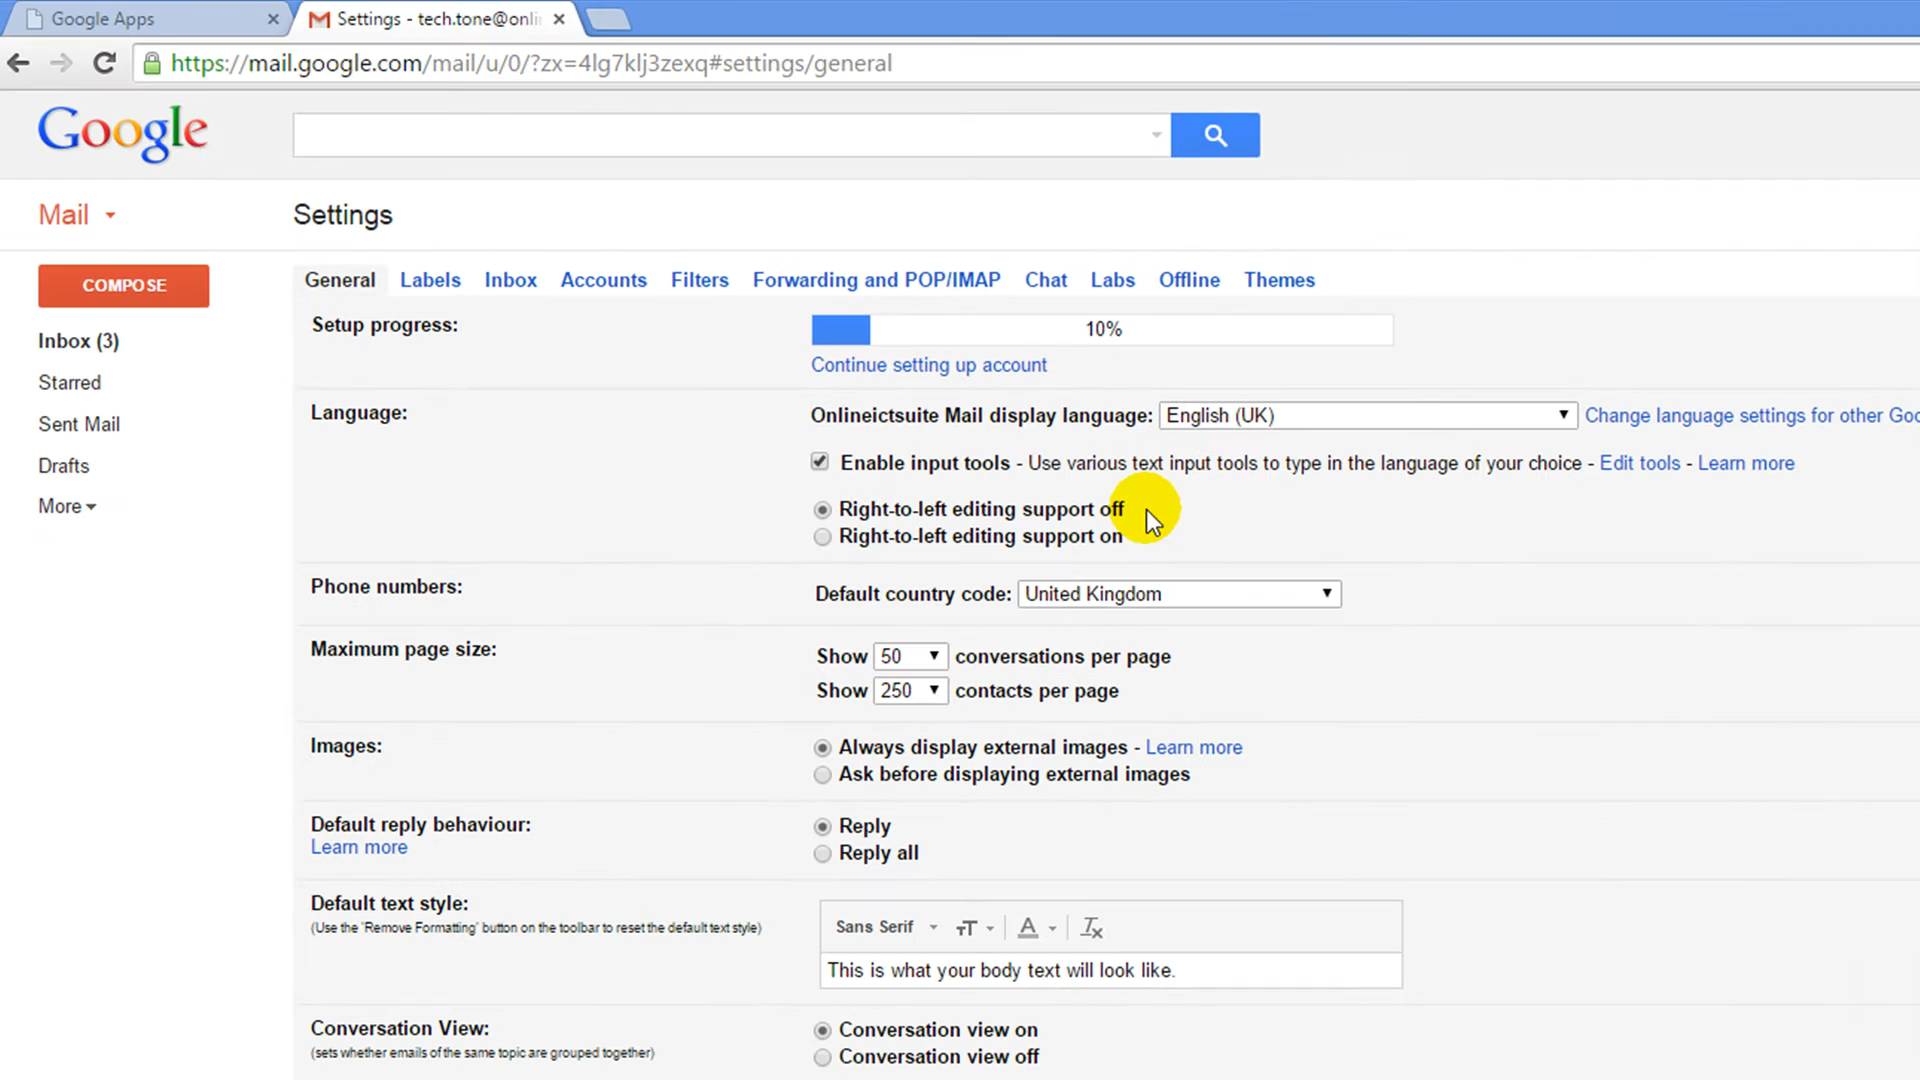 Google Apps
Settings - tech.tone@onli
https://mail.google.com/mail/u/0/?zx=4lg7klj3zexq#settings/general
Google
Mail
Settings
COMPOSE
Inbox (3)
Starred
Sent Mail
Drafts
More
General Labels Inbox Accounts Filters Forwarding and POP/IMAP Chat Labs Offline Themes
Setup progress:
10%
Continue setting up account
Language:
Onlineictsuite Mail display language: English (UK) Change language settings for other Goo
Enable input tools - Use various text input tools to type in the language of your choice - Edit tools - Learn more
Right-to-left editing support off
Right-to-left editing support on
Phone numbers:
Default country code: United Kingdom
Maximum page size:
Show 50 conversations per page
Show 250 contacts per page
Images:
Always display external images - Learn more
Ask before displaying external images
Default reply behaviour:
Learn more
Reply
Reply all
Default text style:
(Use the 'Remove Formatting' button on the toolbar to reset the default text style)
Sans Serif
This is what your body text will look like.
Conversation View:
(sets whether emails of the same topic are grouped together)
Conversation view on
Conversation view off